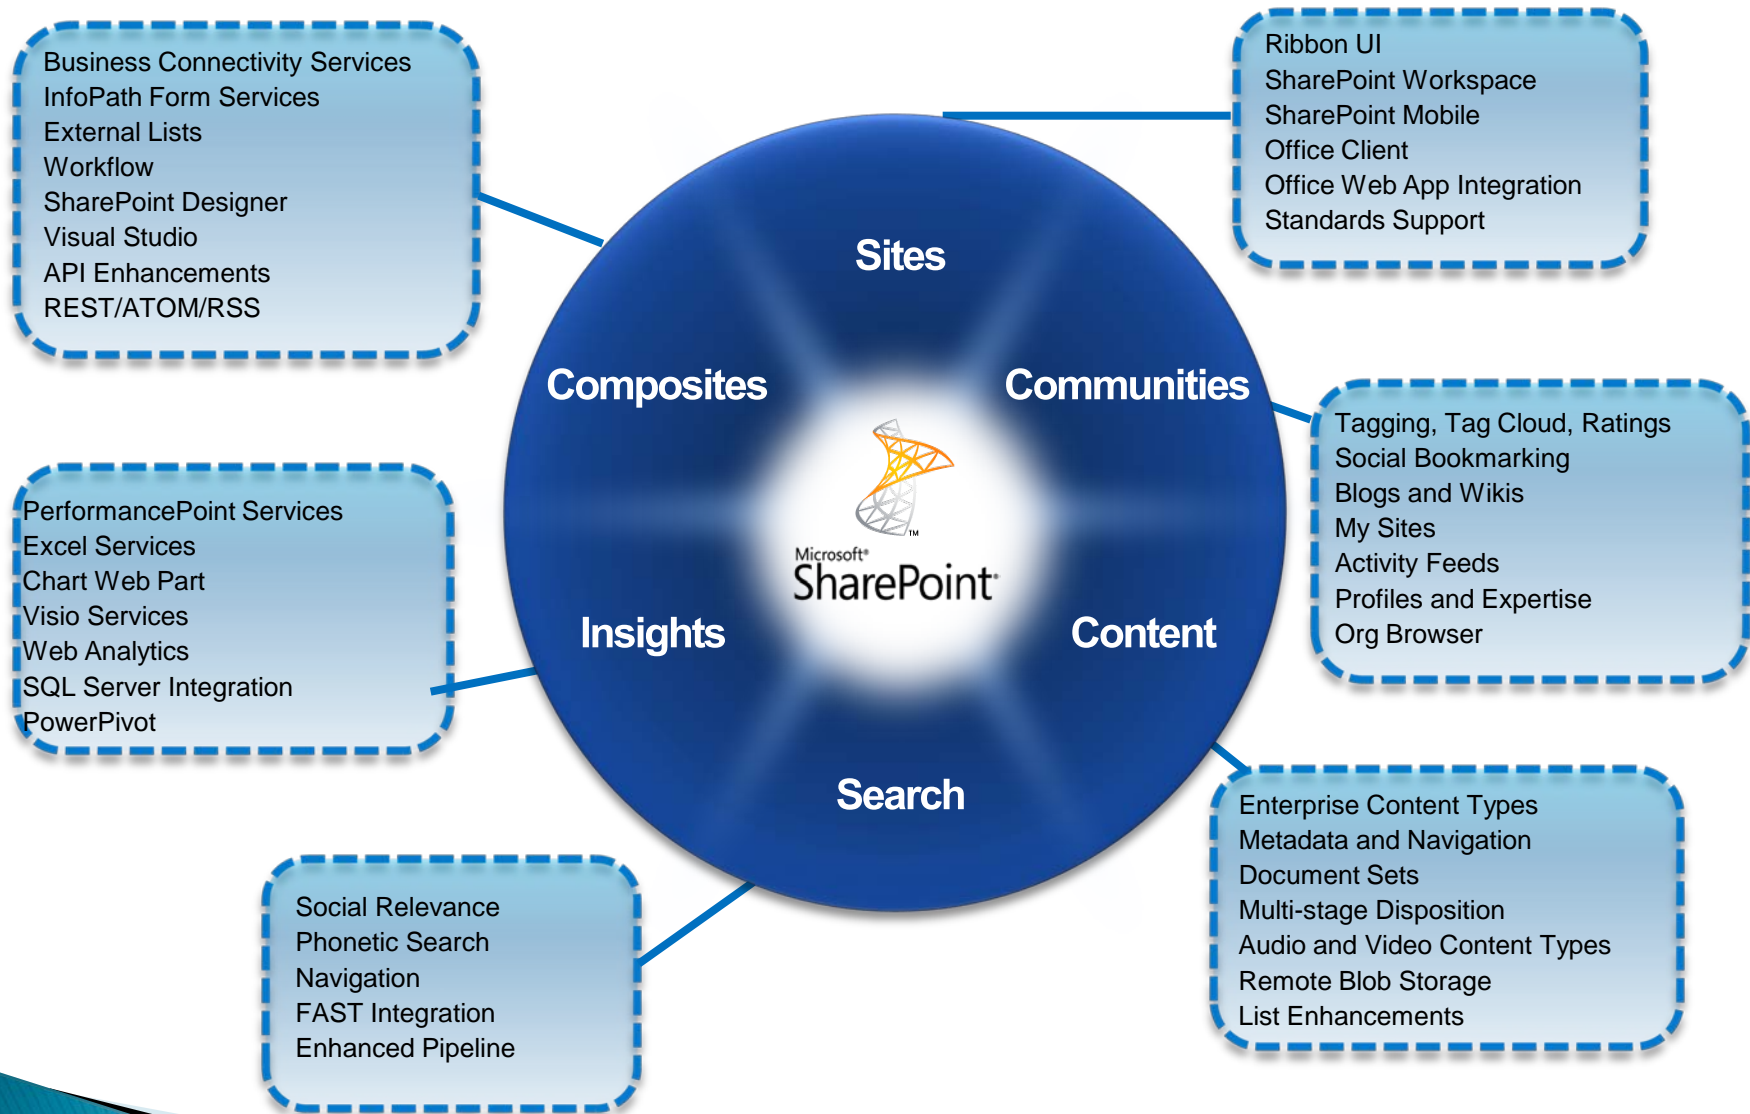 Business Connectivity Services
InfoPath Form Services
External Lists
Workflow
SharePoint Designer
Visual Studio
API Enhancements
REST/ATOM/RSS
Ribbon UI
SharePoint Workspace
SharePoint Mobile
Office Client
Office Web App Integration
Standards Support
Sites
Composites
Communities
Microsoft®
SharePoint
TM
Insights
Content
Search
PerformancePoint Services
Excel Services
Chart Web Part
Visio Services
Web Analytics
SQL Server Integration
PowerPivot
Tagging, Tag Cloud, Ratings
Social Bookmarking
Blogs and Wikis
My Sites
Activity Feeds
Profiles and Expertise
Org Browser
Social Relevance
Phonetic Search
Navigation
FAST Integration
Enhanced Pipeline
Enterprise Content Types
Metadata and Navigation
Document Sets
Multi-stage Disposition
Audio and Video Content Types
Remote Blob Storage
List Enhancements